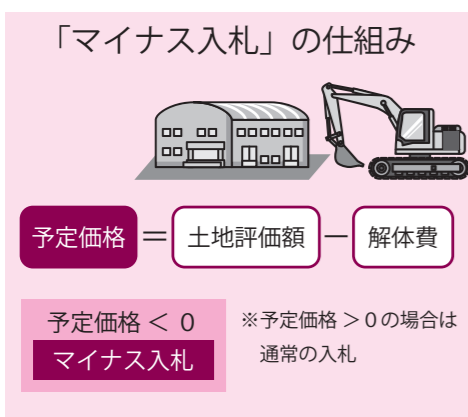 「マイナス入札」の仕組み
予定価格＝土地評価額－解体費
予定価格 ＜ 0
マイナス入札
※予定価格 ＞ 0 の場合は
通常の入札